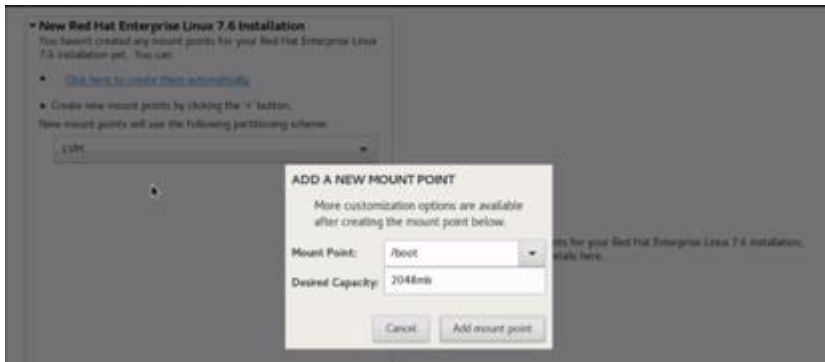 New Red Hat Enterprise Linux 7.6 Installation
You haven't created any mount points for your Red Hat Enterprise Linux
7.6 installation yet. You can:
Click here to create them automatically.
Create new mount points by clicking the '+' button.
New mount points will use the following partitioning scheme:
LVM
ADD A NEW MOUNT POINT
More customization options are available
after creating the mount point below.
Mount Point: /boot
nts for your Red Hat Enterprise Linux 7.6 installation,
etails here.
Desired Capacity: 2048mb
Cancel Add mount point